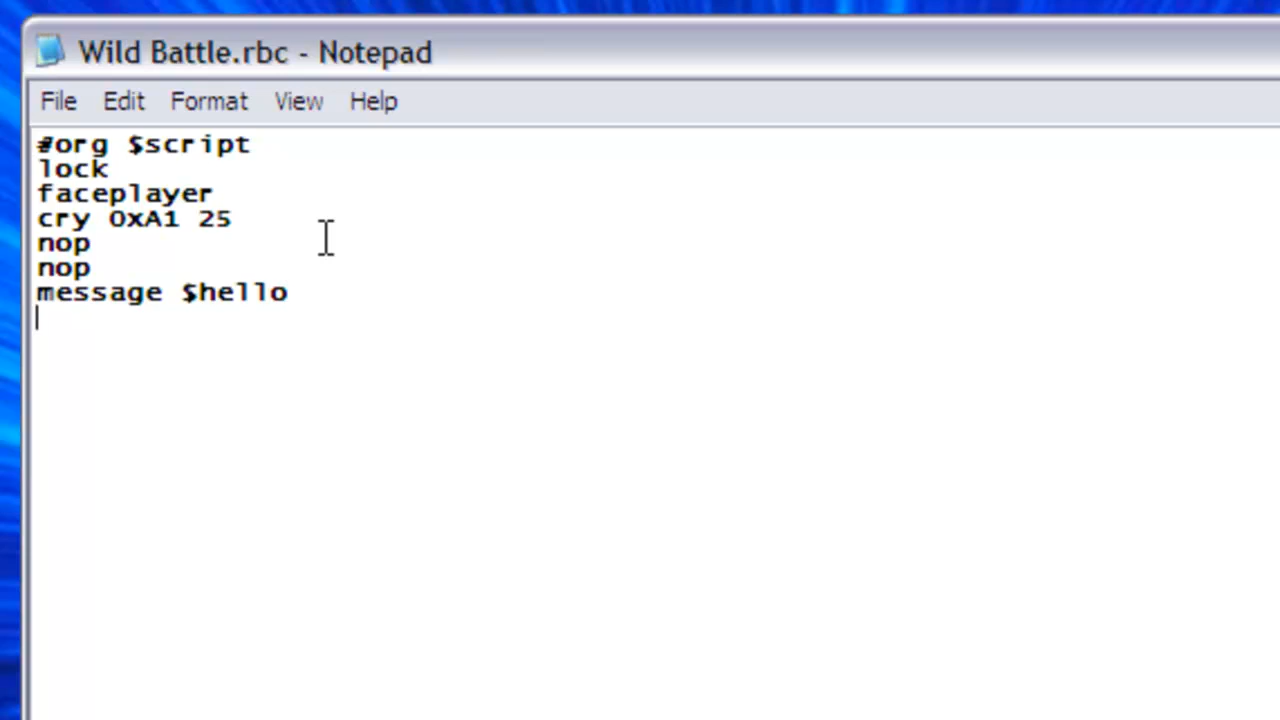 Wild Battle.rbc - Notepad
File Edit Format View Help
#org $script
lock
faceplayer
cry 0xA1 25
nop
nop
message $hello